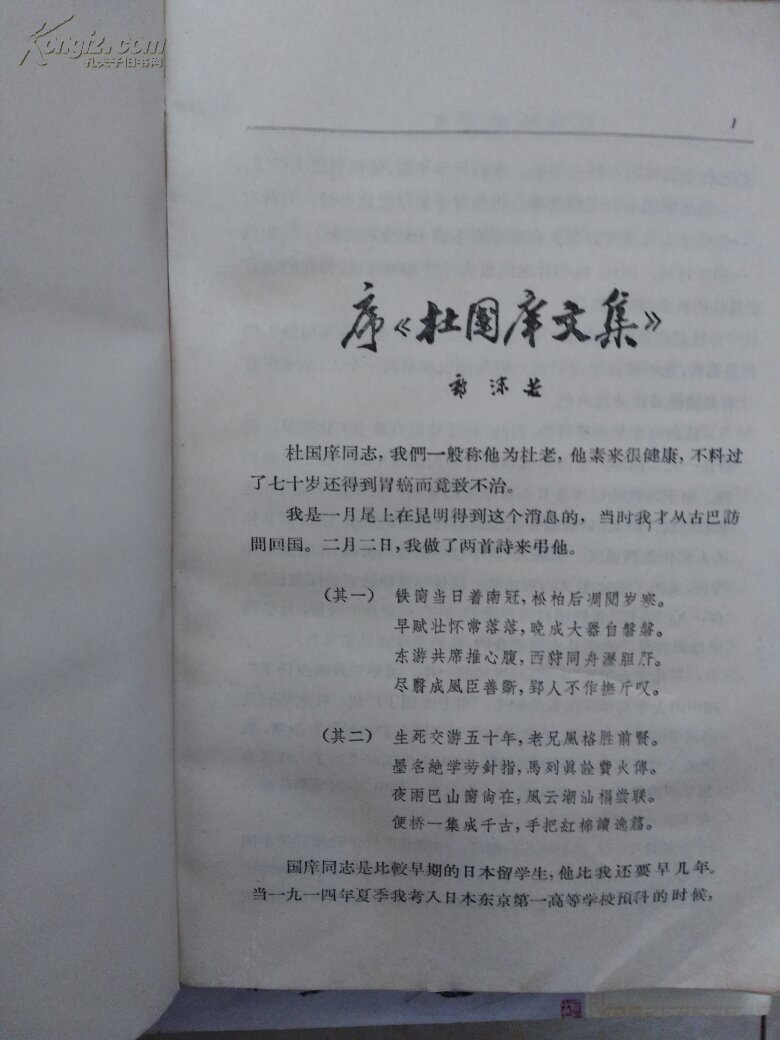 Kongfz.com
孔夫子旧书网
1
序《杜国庠文集》
郭沫若
杜国庠同志，我們一般称他为杜老，他素来很健康，不料过
了七十岁还得到胃癌而竟致不治。
我是一月尾上在昆明得到这个消息的，当时我才从古巴訪
問回国。二月二日，我做了两首詩来弔他。
（其一） 铁窗当日着南冠，松柏后凋閱岁寒。
早赋壮怀常落落，晚成大器自磐磐。
东游共席推心腹，西狩同舟瀝胆肝。
尽臀成風臣善斲，郢人不作撫斤叹。
（其二） 生死交游五十年，老兄風格胜前賢。
墨名絶学劳針指，馬列眞詮費火傳。
夜雨巴山窗尙在，風云潮汕榻尝联。
便桥一集成千古，手把紅棉讀逸篇。
国庠同志是比較早期的日本留学生，他比我还要早几年。
当一九一四年夏季我考入日本东京第一高等学校預科的时候，